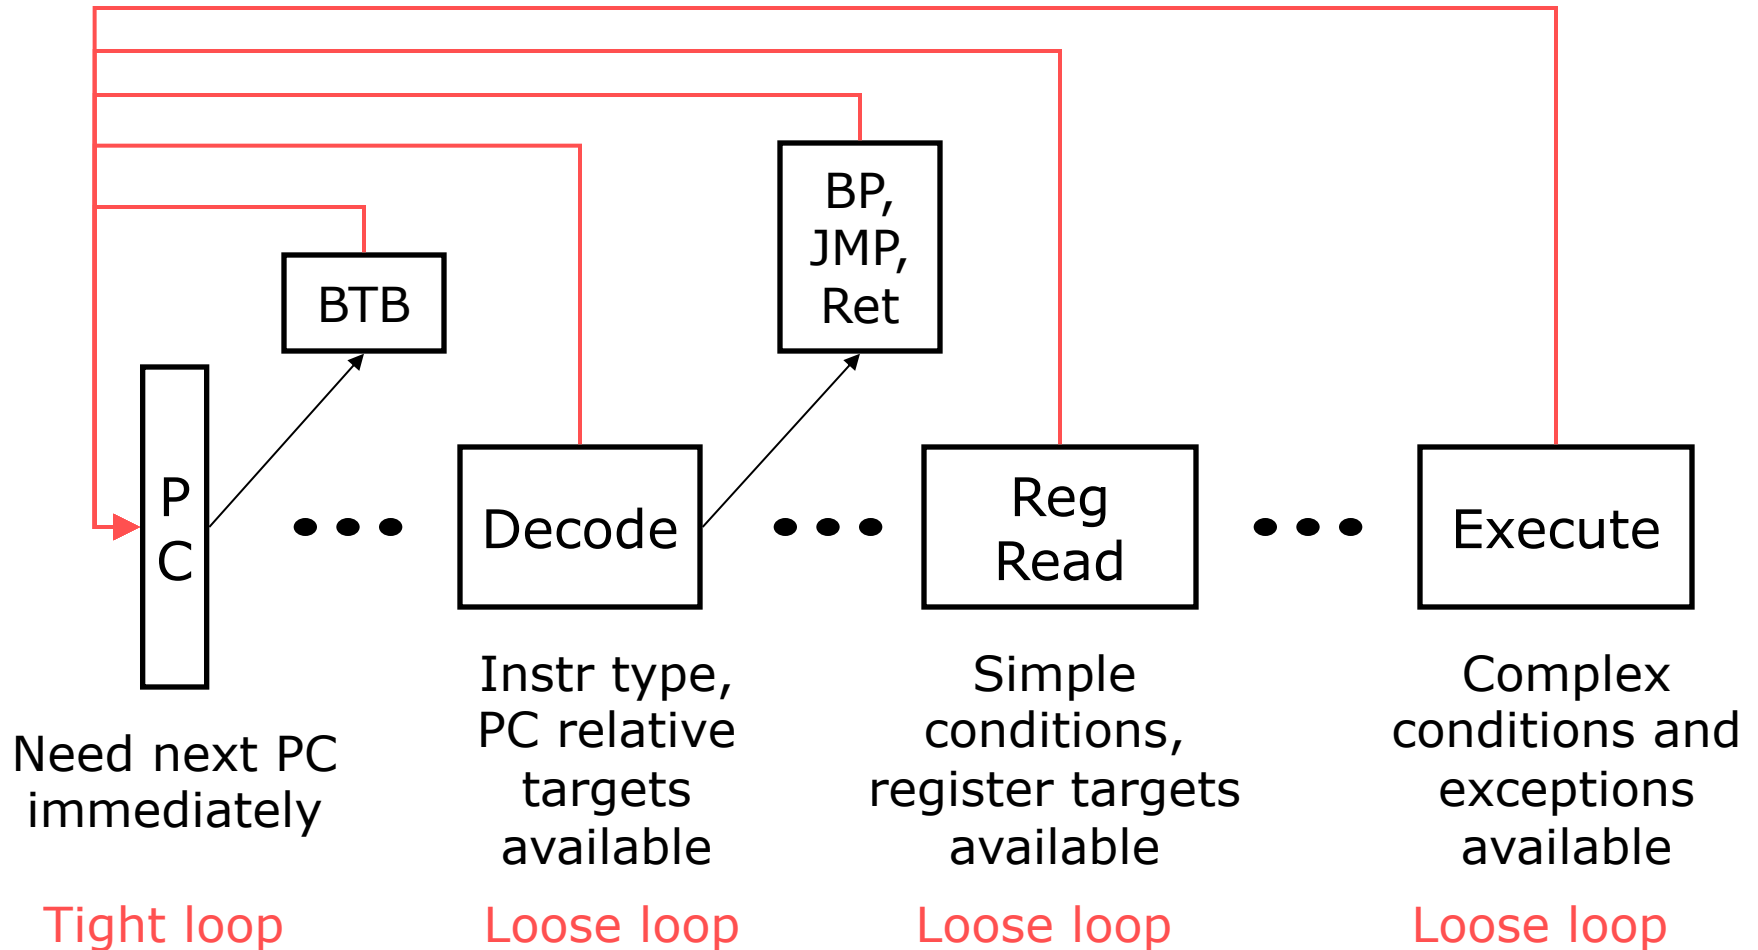 BP,
JMP,
Ret
BTB
P
C
Decode
Reg
Read
Execute
Need next PC
immediately
Instr type,
PC relative
targets
available
Simple
conditions,
register targets
available
Complex
conditions and
exceptions
available
Tight loop
Loose loop
Loose loop
Loose loop